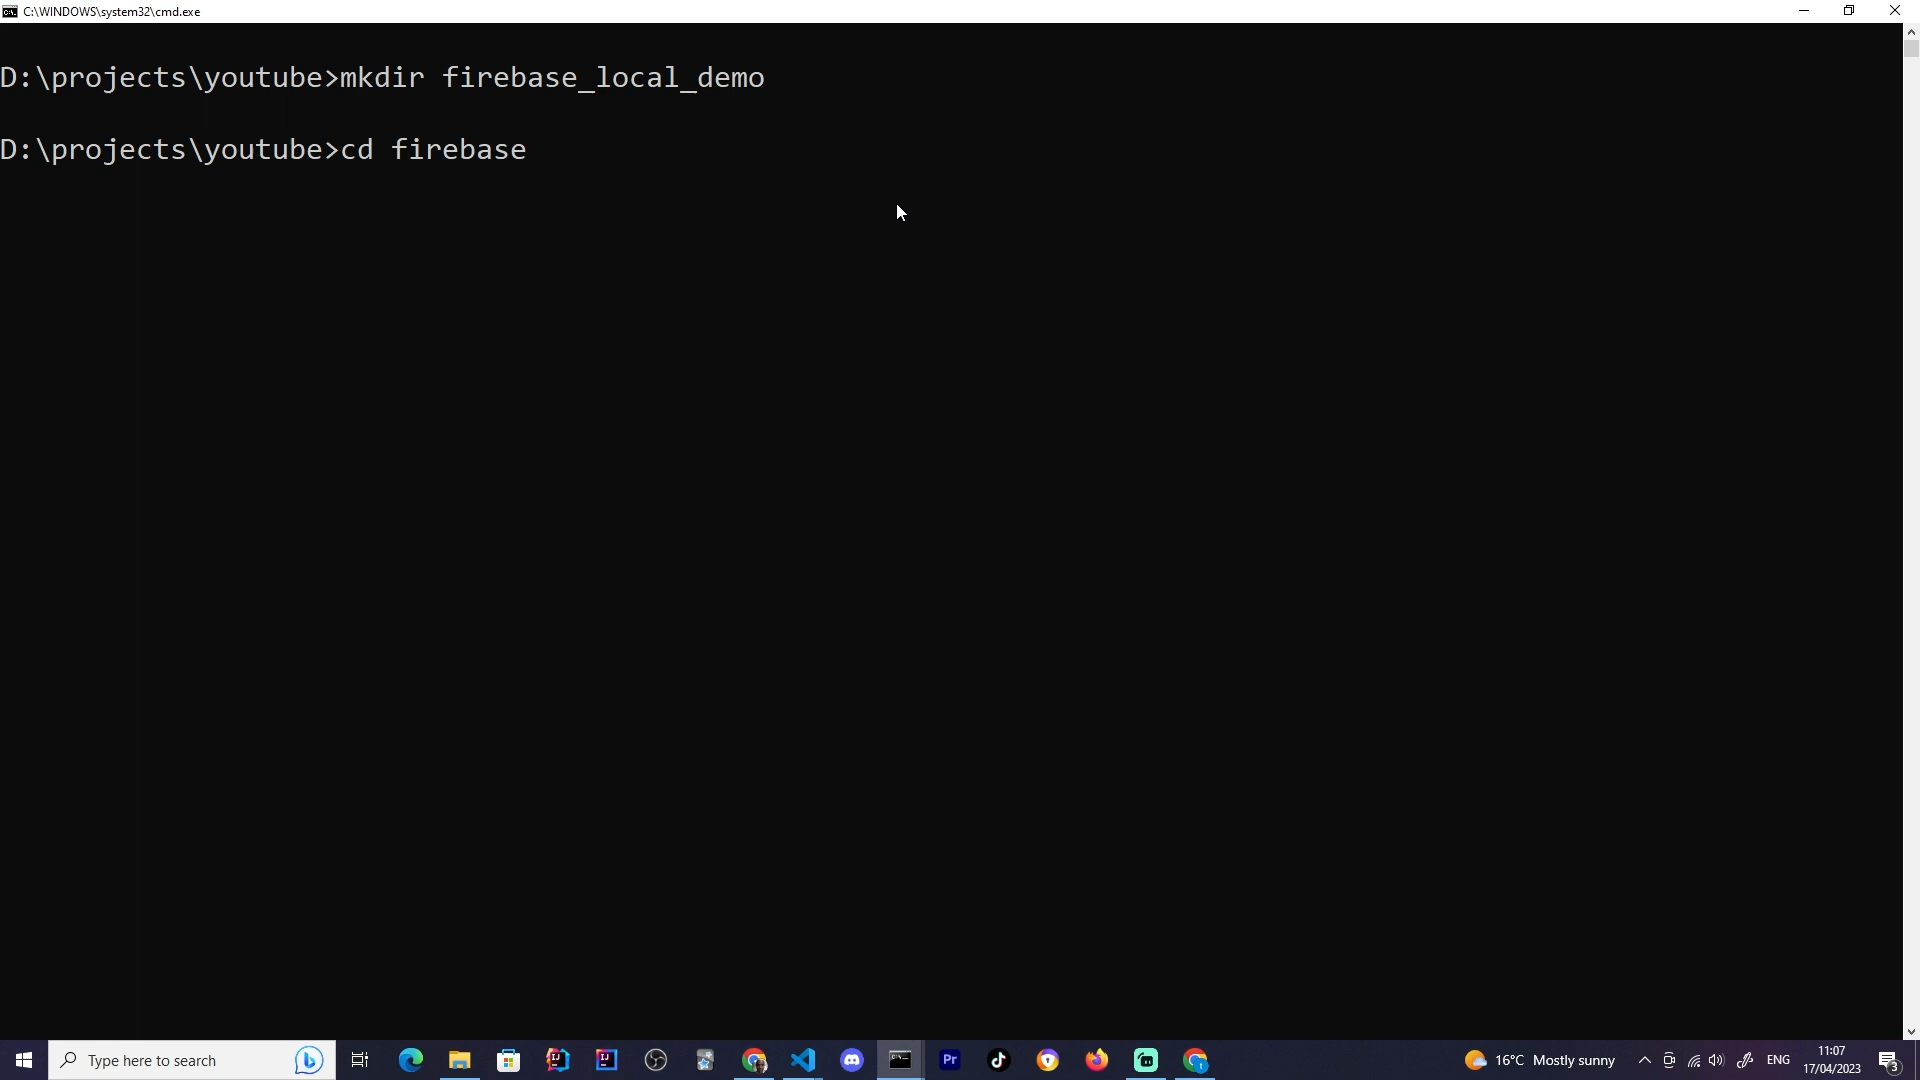 C:\WINDOWS\system32\cmd.exe
D:\projects\youtube>mkdir firebase_local_demo
D:\projects\youtube>cd firebase
Type here to search
16°C Mostly sunny
ENG
11:07
17/04/2023
3